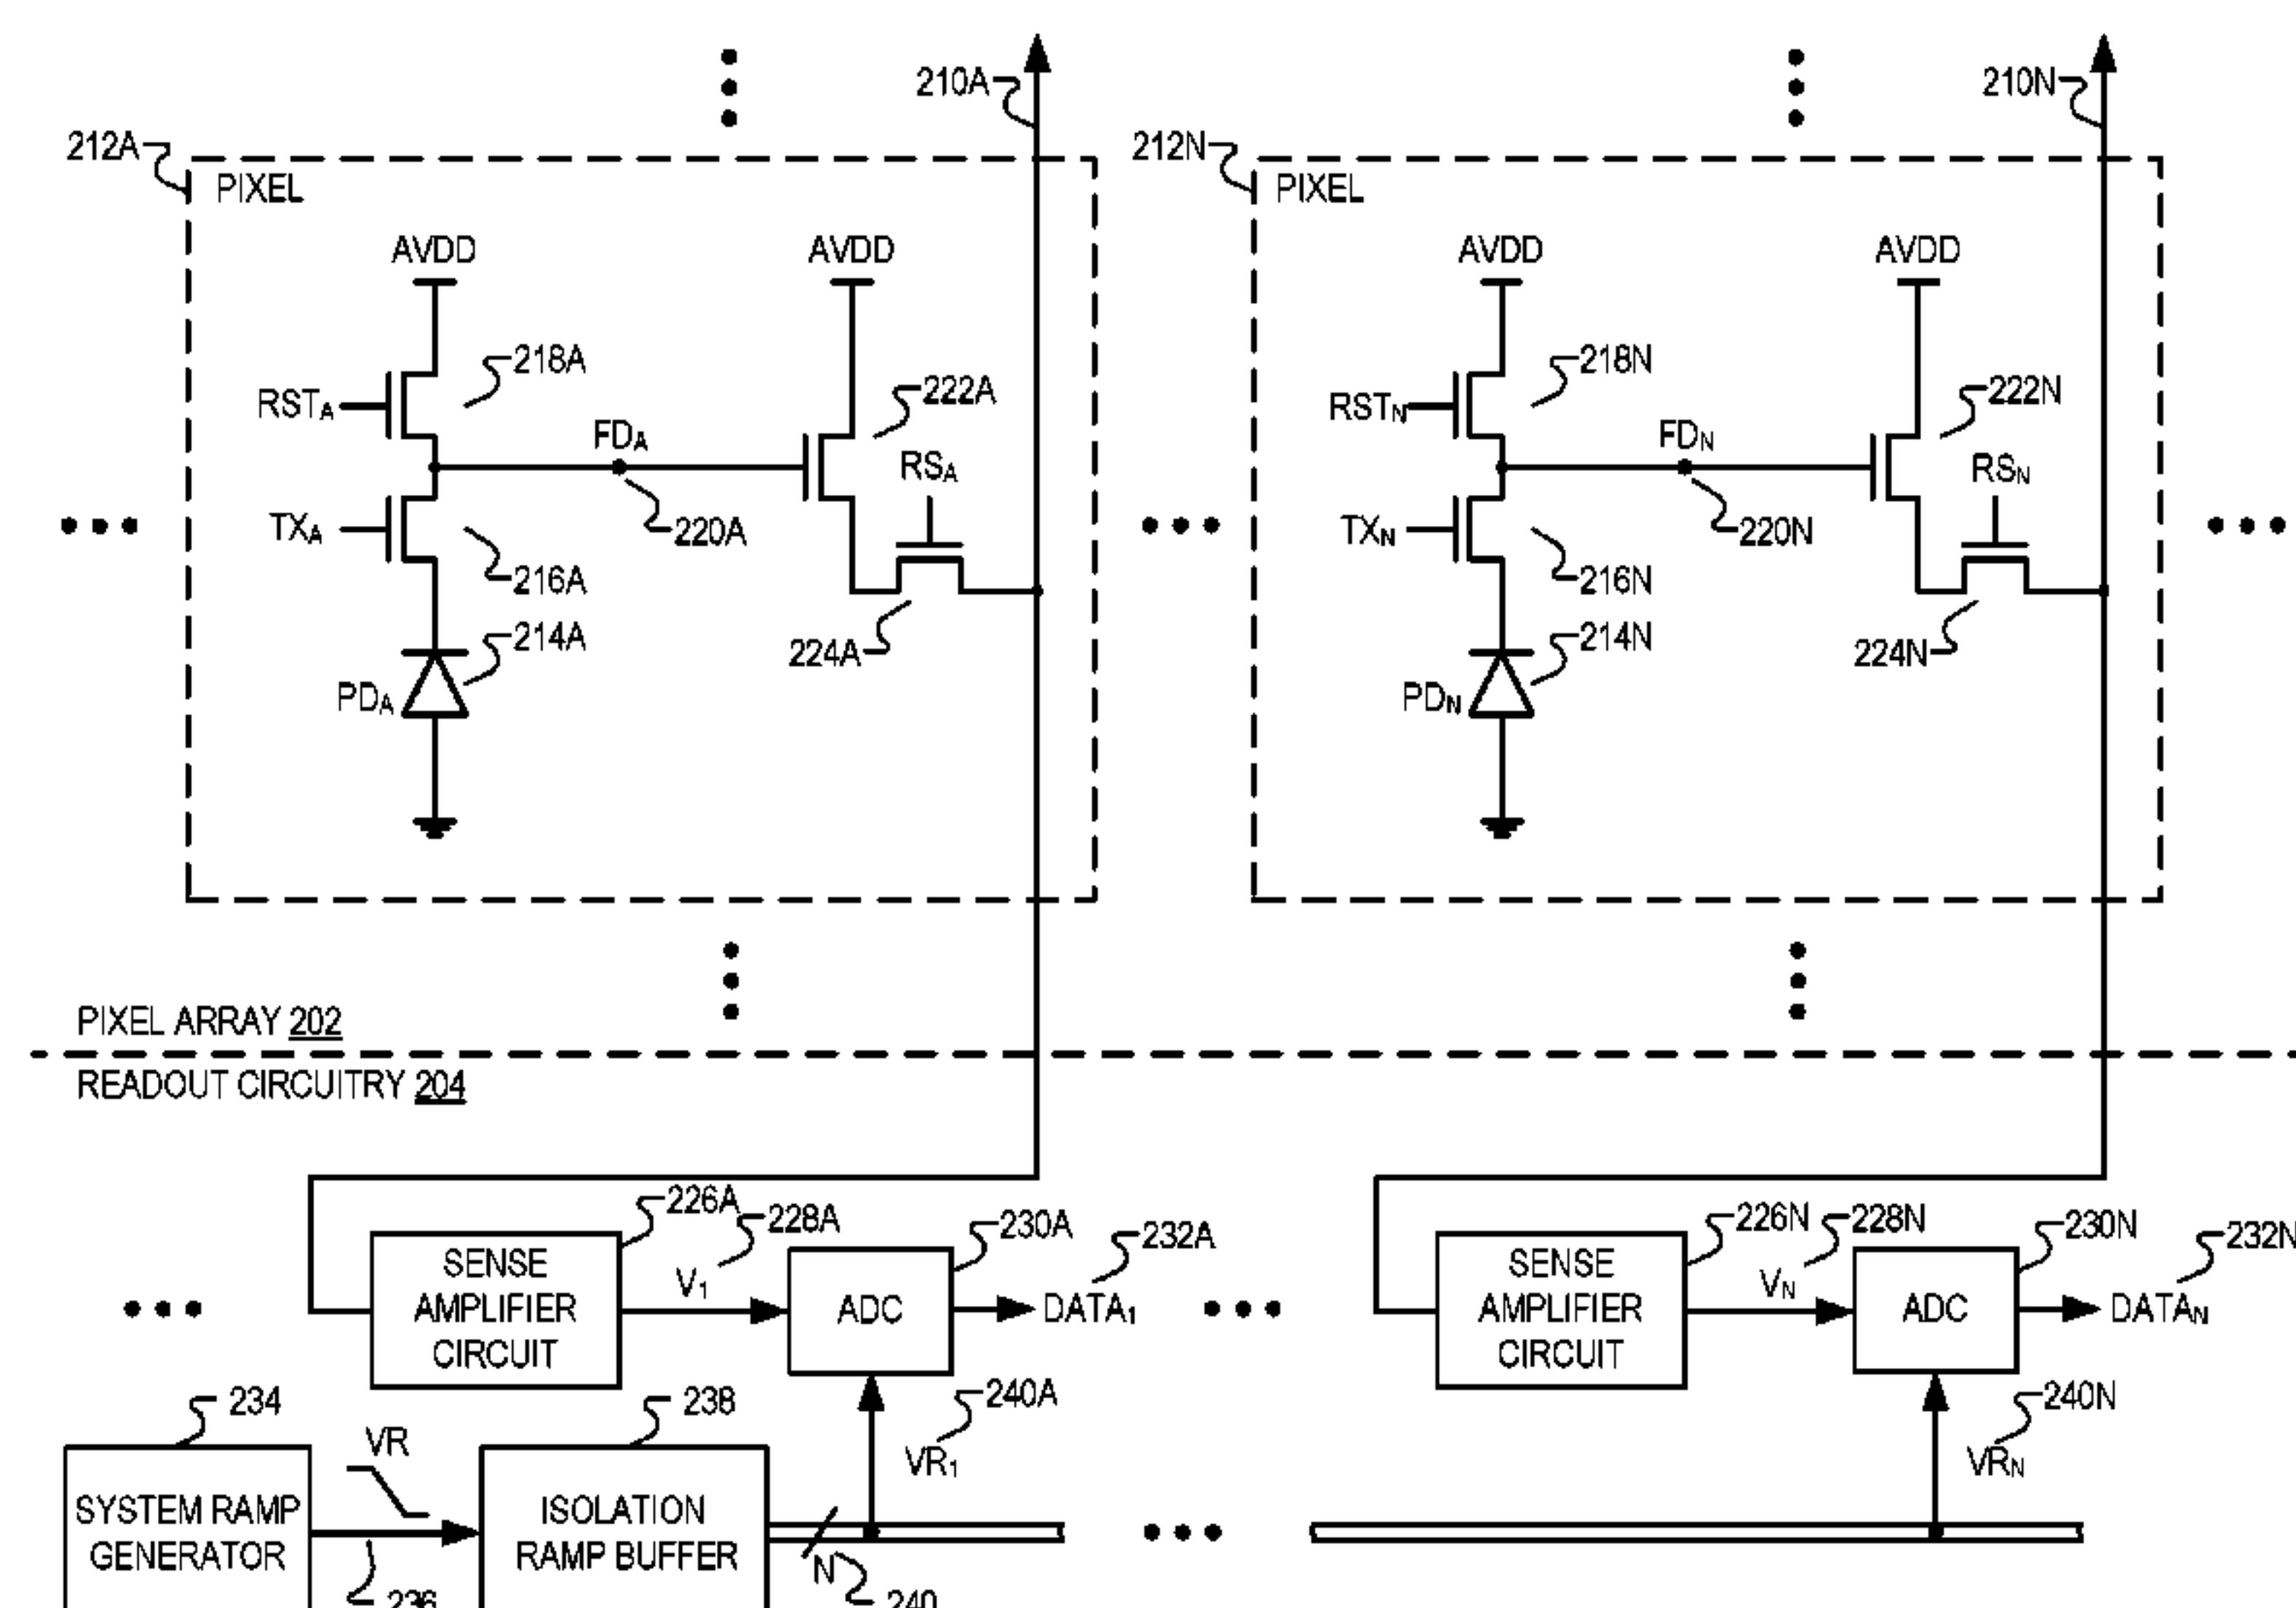 210A
210N
212A
212N
PIXEL
PIXEL
AVDD
AVDD
AVDD
AVDD
218A
218N
RSTA
222A
RSTN
222N
FDA
FDN
RSA
RSN
TXA
220A
TXN
220N
216A
216N
214A
214N
224A
224N
PDA
PDN
PIXEL ARRAY 202
READOUT CIRCUITRY 204
226A
228A
230A
232A
226N
228N
230N
232N
SENSE
AMPLIFIER
CIRCUIT
V1
ADC
DATA1
SENSE
AMPLIFIER
CIRCUIT
VN
ADC
DATAN
234
VR
238
240A
240N
VR1
VRN
SYSTEM RAMP
GENERATOR
ISOLATION
RAMP BUFFER
N
236
240